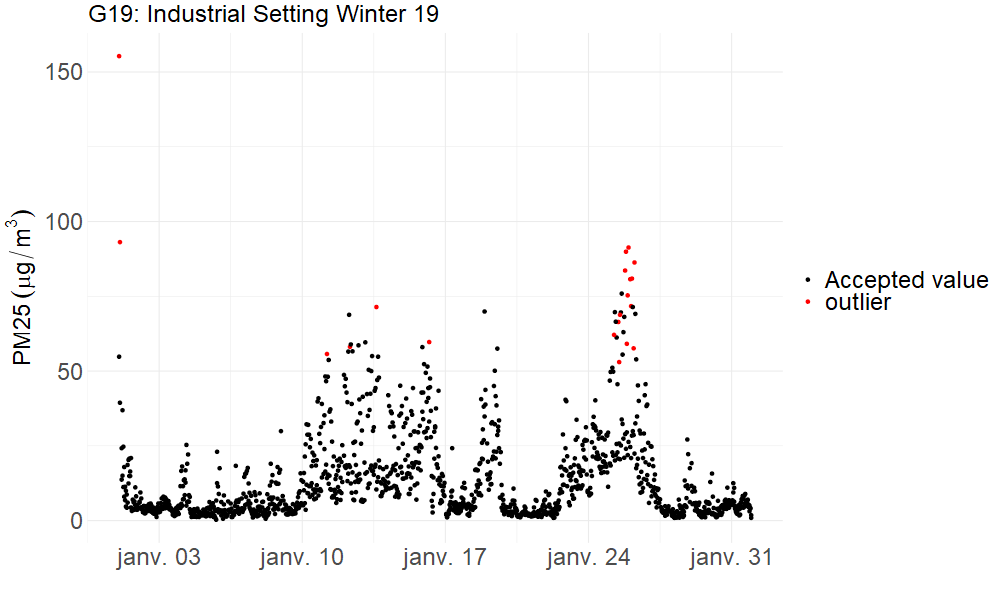 G19: Industrial Setting Winter 19
PM25 (μg/m³)
150
100
50
0
janv. 03 janv. 10 janv. 17 janv. 24 janv. 31
Accepted value
outlier